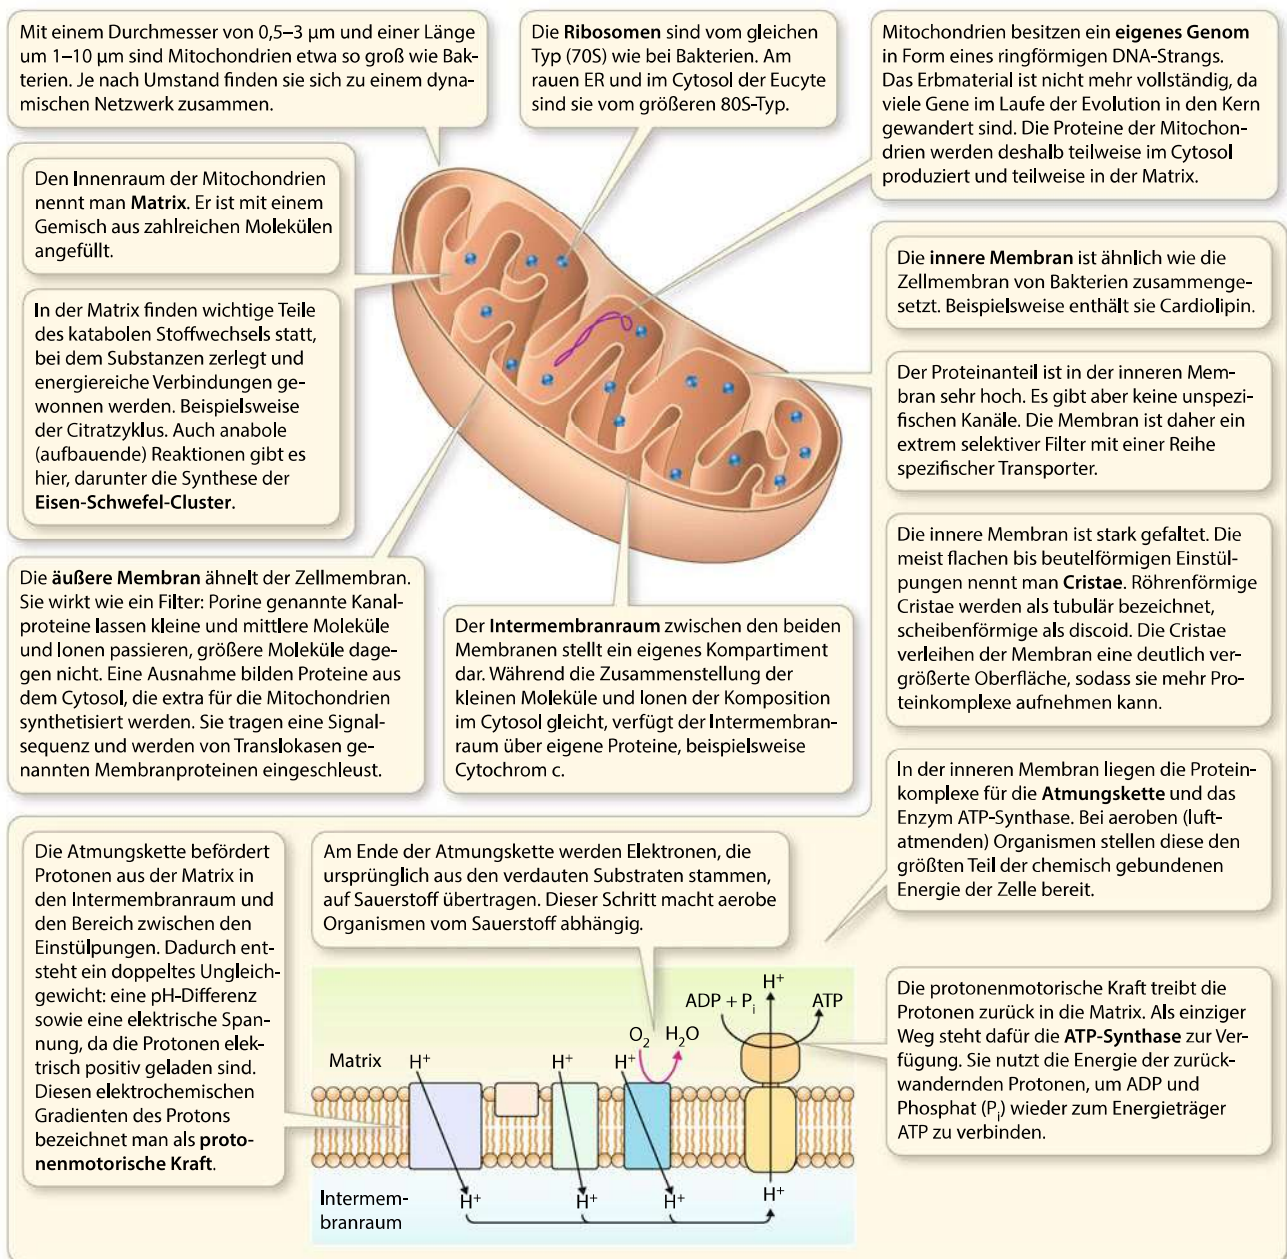 Mit einem Durchmesser von 0,5–3 µm und einer Länge
um 1–10 µm sind Mitochondrien etwa so groß wie Bak-
terien. Je nach Umstand finden sie sich zu einem dyna-
mischen Netzwerk zusammen.
Die Ribosomen sind vom gleichen
Typ (70S) wie bei Bakterien. Am
rauen ER und im Cytosol der Eucyte
sind sie vom größeren 80S-Typ.
Mitochondrien besitzen ein eigenes Genom
in Form eines ringförmigen DNA-Strangs.
Das Erbmaterial ist nicht mehr vollständig, da
viele Gene im Laufe der Evolution in den Kern
gewandert sind. Die Proteine der Mitochon-
drien werden deshalb teilweise im Cytosol
produziert und teilweise in der Matrix.
Den Innenraum der Mitochondrien
nennt man Matrix. Er ist mit einem
Gemisch aus zahlreichen Molekülen
angefüllt.
In der Matrix finden wichtige Teile
des katabolen Stoffwechsels statt,
bei dem Substanzen zerlegt und
energiereiche Verbindungen ge-
wonnen werden. Beispielsweise
der Citratzyklus. Auch anabole
(aufbauende) Reaktionen gibt es
hier, darunter die Synthese der
Eisen-Schwefel-Cluster.
Die innere Membran ist ähnlich wie die
Zellmembran von Bakterien zusammenge-
setzt. Beispielsweise enthält sie Cardiolipin.
Der Proteinanteil ist in der inneren Mem-
bran sehr hoch. Es gibt aber keine unspezi-
fischen Kanäle. Die Membran ist daher ein
extrem selektiver Filter mit einer Reihe
spezifischer Transporter.
Die innere Membran ist stark gefaltet. Die
meist flachen bis beutelförmigen Einstül-
pungen nennt man Cristae. Röhrenförmige
Cristae werden als tubulär bezeichnet,
scheibenförmige als discoid. Die Cristae
verleihen der Membran eine deutlich ver-
größerte Oberfläche, sodass sie mehr Pro-
teinkomplexe aufnehmen kann.
Die äußere Membran ähnelt der Zellmembran.
Sie wirkt wie ein Filter: Porine genannte Kanal-
proteine lassen kleine und mittlere Moleküle
und Ionen passieren, größere Moleküle dage-
gen nicht. Eine Ausnahme bilden Proteine aus
dem Cytosol, die extra für die Mitochondrien
synthetisiert werden. Sie tragen eine Signal-
sequenz und werden von Translokasen ge-
nannten Membranproteinen eingeschleust.
Der Intermembranraum zwischen den beiden
Membranen stellt ein eigenes Kompartiment
dar. Während die Zusammenstellung der
kleinen Moleküle und Ionen der Komposition
im Cytosol gleicht, verfügt der Intermembran-
raum über eigene Proteine, beispielsweise
Cytochrom c.
In der inneren Membran liegen die Protein-
komplexe für die Atmungskette und das
Enzym ATP-Synthase. Bei aeroben (luft-
atmenden) Organismen stellen diese den
größten Teil der chemisch gebundenen
Energie der Zelle bereit.
Die Atmungskette befördert
Protonen aus der Matrix in
den Intermembranraum und
den Bereich zwischen den
Einstülpungen. Dadurch ent-
steht ein doppeltes Ungleich-
gewicht: eine pH-Differenz
sowie eine elektrische Span-
nung, da die Protonen elek-
trisch positiv geladen sind.
Diesen elektrochemischen
Gradienten des Protons
bezeichnet man als proto-
nenmotorische Kraft.
Am Ende der Atmungskette werden Elektronen, die
ursprünglich aus den verdauten Substraten stammen,
auf Sauerstoff übertragen. Dieser Schritt macht aerobe
Organismen vom Sauerstoff abhängig.
Die protonenmotorische Kraft treibt die
Protonen zurück in die Matrix. Als einziger
Weg steht dafür die ATP-Synthase zur Ver-
fügung. Sie nutzt die Energie der zurück-
wandernden Protonen, um ADP und
Phosphat (Pi) wieder zum Energieträger
ATP zu verbinden.
H+
ADP + Pi ATP
O2 H2O
Matrix H+ H+ H+
Intermem-
branraum
H+ H+ H+ H+